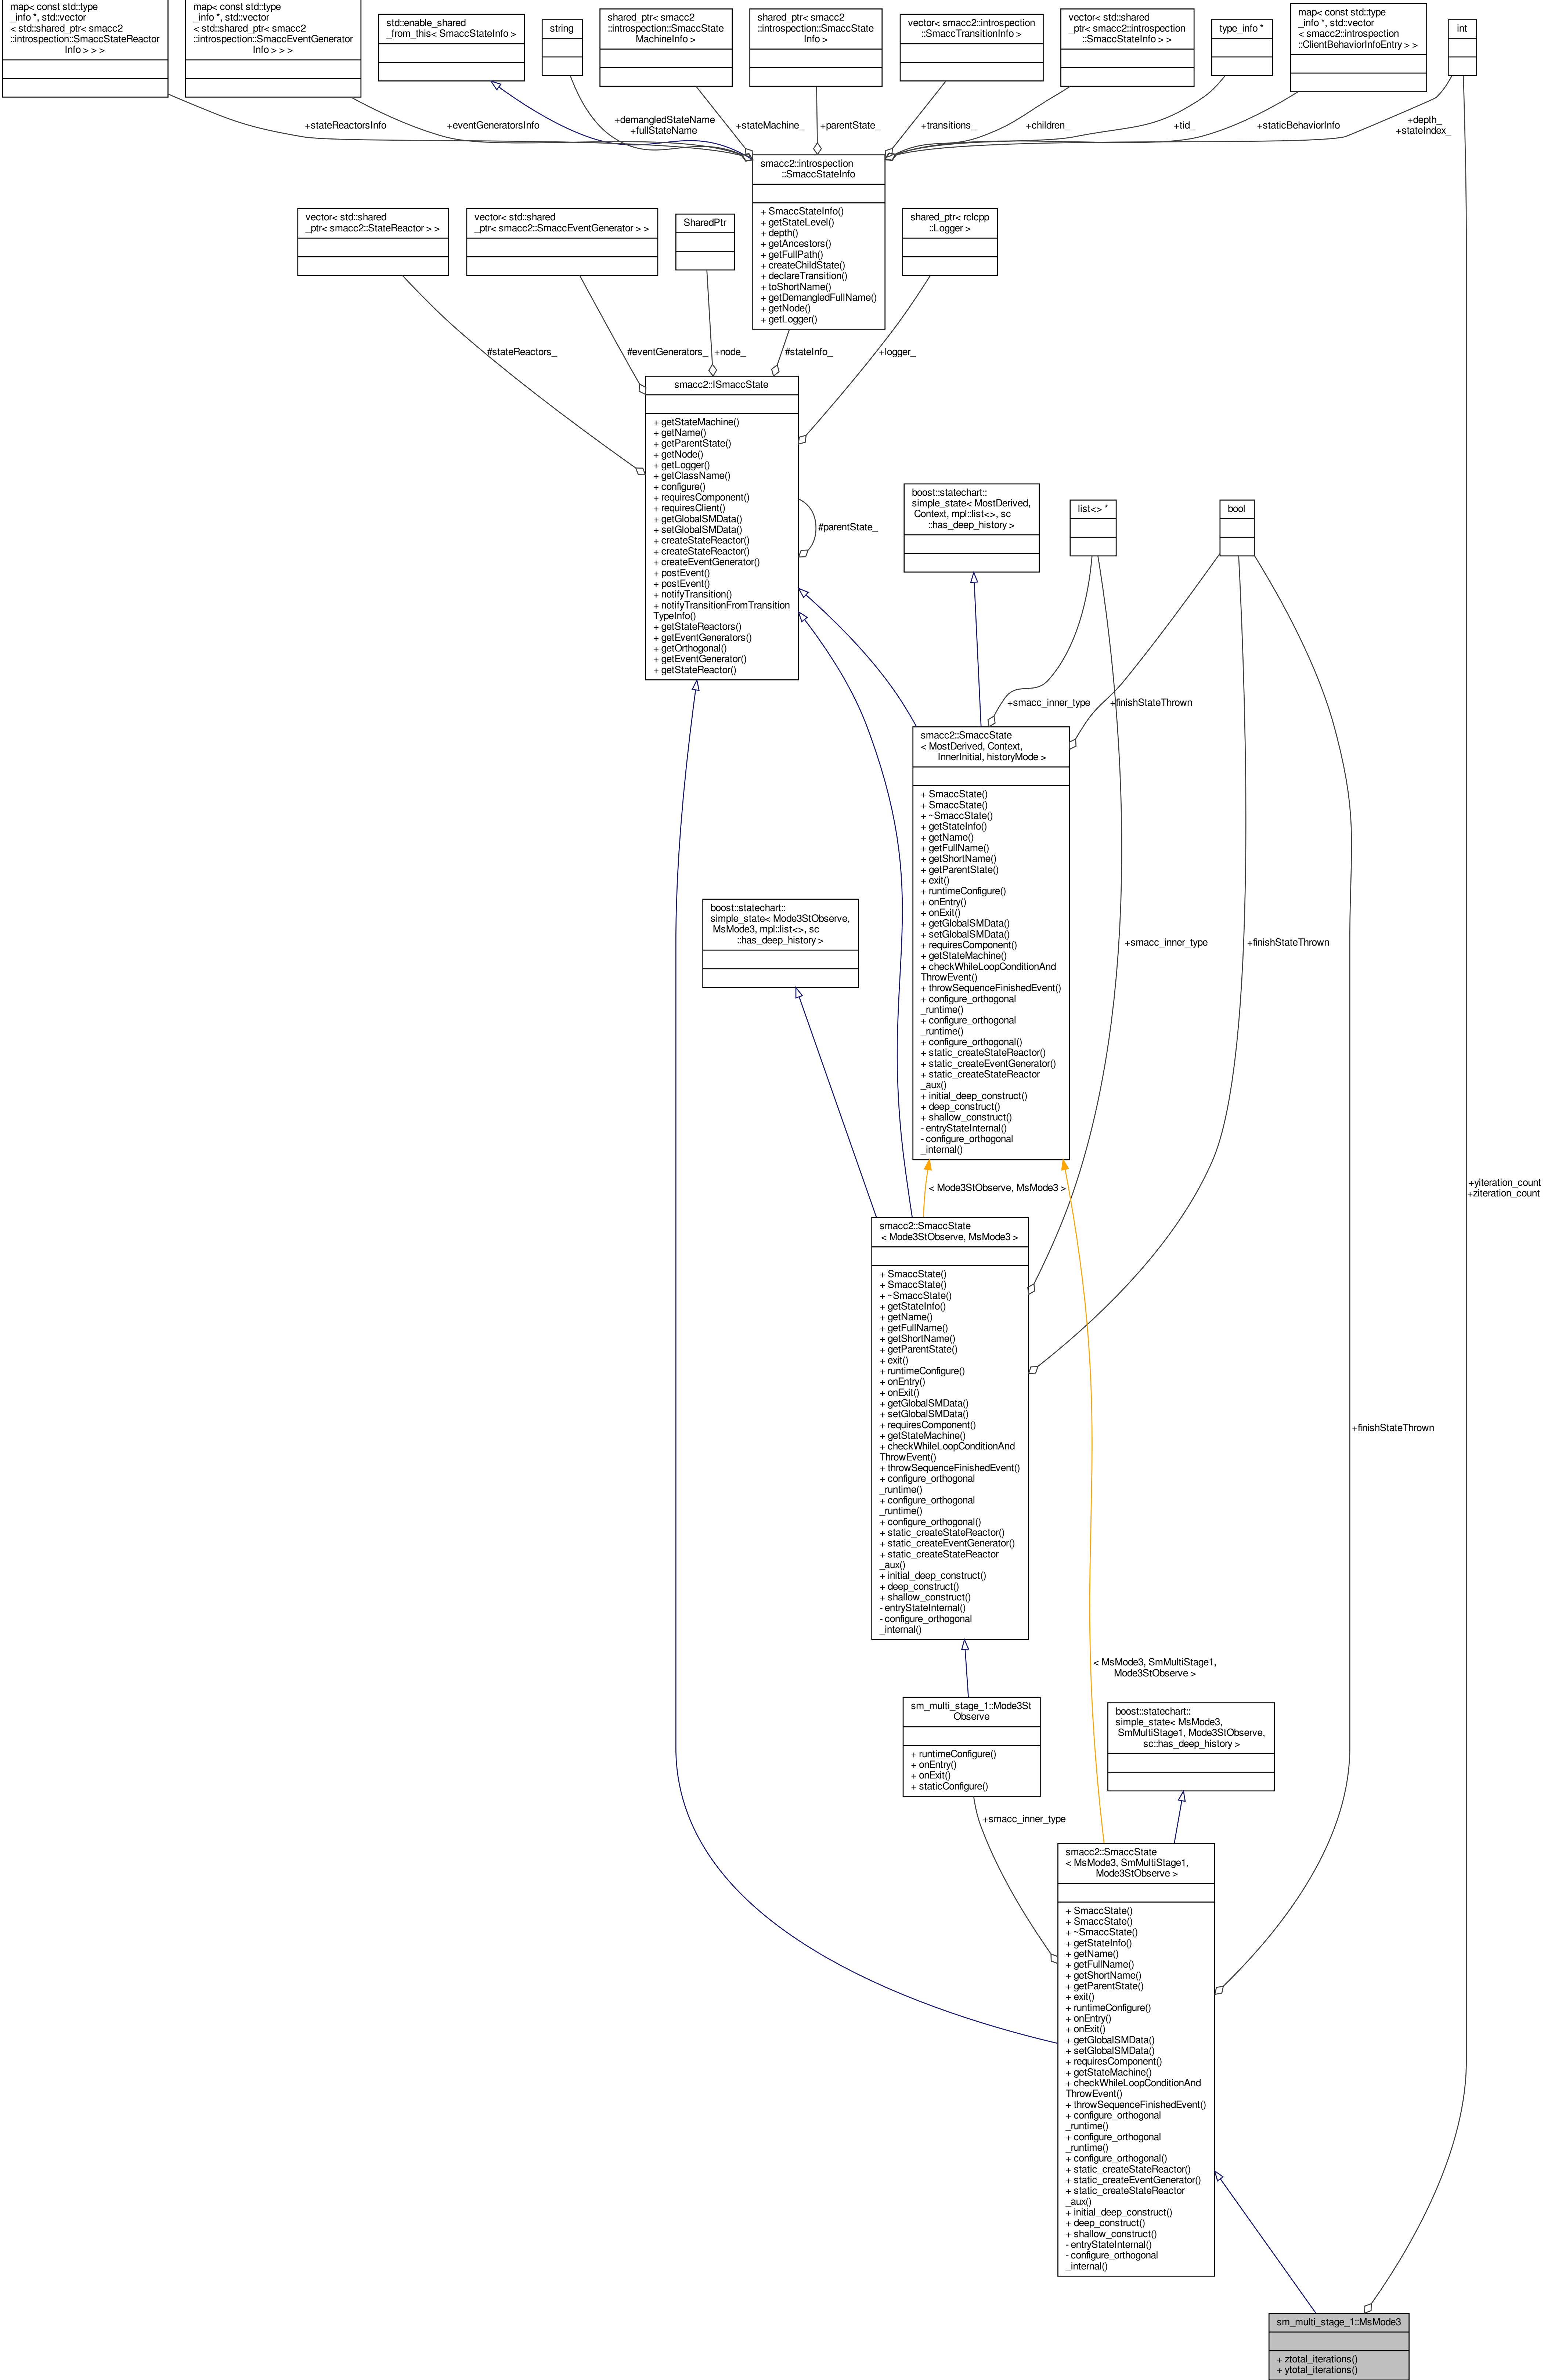 map< const std::type
_info *, std::vector
< std::shared_ptr< smacc2
::introspection::SmaccStateReactor
Info > > >
map< const std::type
_info *, std::vector
< std::shared_ptr< smacc2
::introspection::SmaccEventGenerator
Info > > >
std::enable_shared
_from_this< SmaccStateInfo >
string
shared_ptr< smacc2
::introspection::SmaccState
MachineInfo >
shared_ptr< smacc2
::introspection::SmaccState
Info >
vector< smacc2::introspection
::SmaccTransitionInfo >
vector< std::shared
_ptr< smacc2::introspection
::SmaccStateInfo > >
type_info *
map< const std::type
_info *, std::vector
< smacc2::introspection
::ClientBehaviorInfoEntry > >
int
+stateReactorsInfo
+eventGeneratorsInfo
+demangledStateName
+fullStateName
+stateMachine_
+parentState_
+transitions_
+children_
+tid_
+staticBehaviorInfo
+depth_
+stateIndex_
smacc2::introspection
::SmaccStateInfo
+ SmaccStateInfo()
+ getStateLevel()
+ depth()
+ getAncestors()
+ getFullPath()
+ createChildState()
+ declareTransition()
+ toShortName()
+ getDemangledFullName()
+ getNode()
+ getLogger()
vector< std::shared
_ptr< smacc2::StateReactor > >
vector< std::shared
_ptr< smacc2::SmaccEventGenerator > >
SharedPtr
shared_ptr< rclcpp
::Logger >
#stateReactors_
#eventGenerators_
+node_
#stateInfo_
+logger_
smacc2::ISmaccState
+ getStateMachine()
+ getName()
+ getParentState()
+ getNode()
+ getLogger()
+ getClassName()
+ configure()
+ requiresComponent()
+ requiresClient()
+ getGlobalSMData()
+ setGlobalSMData()
+ createStateReactor()
+ createStateReactor()
+ createEventGenerator()
+ postEvent()
+ postEvent()
+ notifyTransition()
+ notifyTransitionFromTransition
TypeInfo()
+ getStateReactors()
+ getEventGenerators()
+ getOrthogonal()
+ getEventGenerator()
+ getStateReactor()
#parentState_
boost::statechart::
simple_state< MostDerived,
Context, mpl::list<>, sc
::has_deep_history >
list<> *
bool
+smacc_inner_type
+finishStateThrown
smacc2::SmaccState
< MostDerived, Context,
InnerInitial, historyMode >
+ SmaccState()
+ SmaccState()
+ ~SmaccState()
+ getStateInfo()
+ getName()
+ getFullName()
+ getShortName()
+ getParentState()
+ exit()
+ runtimeConfigure()
+ onEntry()
+ onExit()
+ getGlobalSMData()
+ setGlobalSMData()
+ requiresComponent()
+ getStateMachine()
+ checkWhileLoopConditionAnd
ThrowEvent()
+ throwSequenceFinishedEvent()
+ configure_orthogonal
_runtime()
+ configure_orthogonal
_runtime()
+ configure_orthogonal()
+ static_createStateReactor()
+ static_createEventGenerator()
+ static_createStateReactor
_aux()
+ initial_deep_construct()
+ deep_construct()
+ shallow_construct()
- entryStateInternal()
- configure_orthogonal
_internal()
boost::statechart::
simple_state< Mode3StObserve,
MsMode3, mpl::list<>, sc
::has_deep_history >
+smacc_inner_type
+finishStateThrown
< Mode3StObserve, MsMode3 >
+yiteration_count
+ziteration_count
smacc2::SmaccState
< Mode3StObserve, MsMode3 >
+ SmaccState()
+ SmaccState()
+ ~SmaccState()
+ getStateInfo()
+ getName()
+ getFullName()
+ getShortName()
+ getParentState()
+ exit()
+ runtimeConfigure()
+ onEntry()
+ onExit()
+ getGlobalSMData()
+ setGlobalSMData()
+ requiresComponent()
+ getStateMachine()
+ checkWhileLoopConditionAnd
ThrowEvent()
+ throwSequenceFinishedEvent()
+ configure_orthogonal
_runtime()
+ configure_orthogonal
_runtime()
+ configure_orthogonal()
+ static_createStateReactor()
+ static_createEventGenerator()
+ static_createStateReactor
_aux()
+ initial_deep_construct()
+ deep_construct()
+ shallow_construct()
- entryStateInternal()
- configure_orthogonal
_internal()
+finishStateThrown
< MsMode3, SmMultiStage1,
Mode3StObserve >
sm_multi_stage_1::Mode3St
Observe
+ runtimeConfigure()
+ onEntry()
+ onExit()
+ staticConfigure()
boost::statechart::
simple_state< MsMode3,
SmMultiStage1, Mode3StObserve,
sc::has_deep_history >
+smacc_inner_type
smacc2::SmaccState
< MsMode3, SmMultiStage1,
Mode3StObserve >
+ SmaccState()
+ SmaccState()
+ ~SmaccState()
+ getStateInfo()
+ getName()
+ getFullName()
+ getShortName()
+ getParentState()
+ exit()
+ runtimeConfigure()
+ onEntry()
+ onExit()
+ getGlobalSMData()
+ setGlobalSMData()
+ requiresComponent()
+ getStateMachine()
+ checkWhileLoopConditionAnd
ThrowEvent()
+ throwSequenceFinishedEvent()
+ configure_orthogonal
_runtime()
+ configure_orthogonal
_runtime()
+ configure_orthogonal()
+ static_createStateReactor()
+ static_createEventGenerator()
+ static_createStateReactor
_aux()
+ initial_deep_construct()
+ deep_construct()
+ shallow_construct()
- entryStateInternal()
- configure_orthogonal
_internal()
sm_multi_stage_1::MsMode3
+ ztotal_iterations()
+ ytotal_iterations()